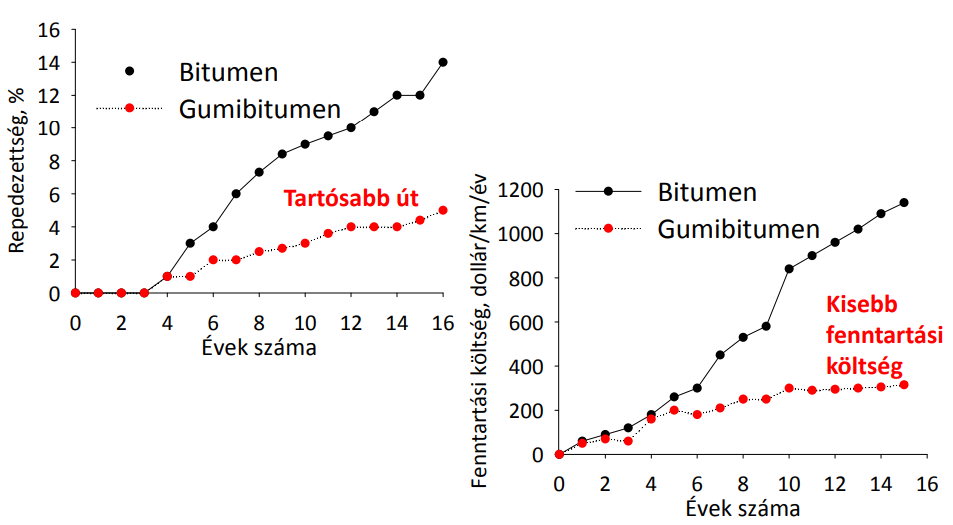 16
14
12
10
8
6
4
2
0
Repedezettség, %
Bitumen
Gumibitumen
Tartósabb út
0 2 4 6 8 10 12 14 16
Évek száma
1200
1000
800
600
400
200
0
Fenntartási költség, dollár/km/év
Bitumen
Gumibitumen
Kisebb
fenntartási
költség
0 2 4 6 8 10 12 14 16
Évek száma